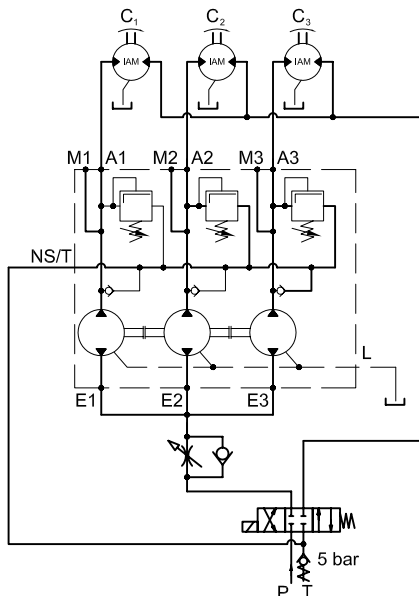 C1 C2 C3
IAM IAM IAM
M1 A1 M2 A2 M3 A3
NS/T
L
E1 E2 E3
5 bar
P T